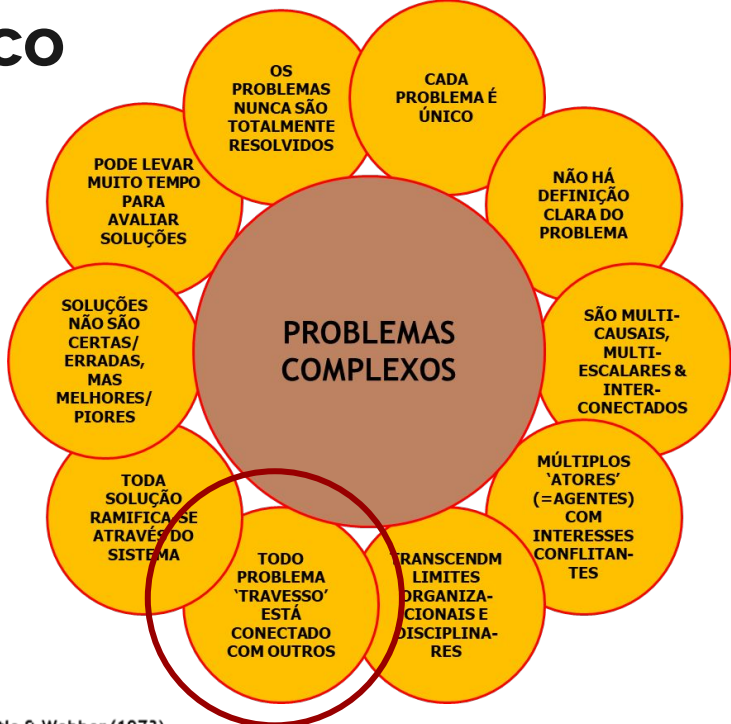 CO
OS
PROBLEMAS
NUNCA SÃO
TOTALMENTE
RESOLVIDOS
CADA
PROBLEMA É
ÚNICO
NÃO HÁ
DEFINIÇÃO
CLARA DO
PROBLEMA
SÃO MULTI-
CAUSAIS,
MULTI-
ESCALARES &
INTER-
CONECTADOS
MÚLTIPLOS
‘ATORES’
(=AGENTES)
COM
INTERESSES
CONFLITAN-
TES
TRANSCENDM
LIMITES
ORGANIZA-
CIONAIS E
DISCIPLINA-
RES
TODO
PROBLEMA
‘TRAVESSO’
ESTÁ
CONECTADO
COM OUTROS
TODA
SOLUÇÃO
RAMIFICA-SE
ATRAVÉS DO
SISTEMA
SOLUÇÕES
NÃO SÃO
CERTAS/
ERRADAS,
MAS
MELHORES/
PIORES
PODE LEVAR
MUITO TEMPO
PARA
AVALIAR
SOLUÇÕES
PROBLEMAS
COMPLEXOS
& Webber (1973)